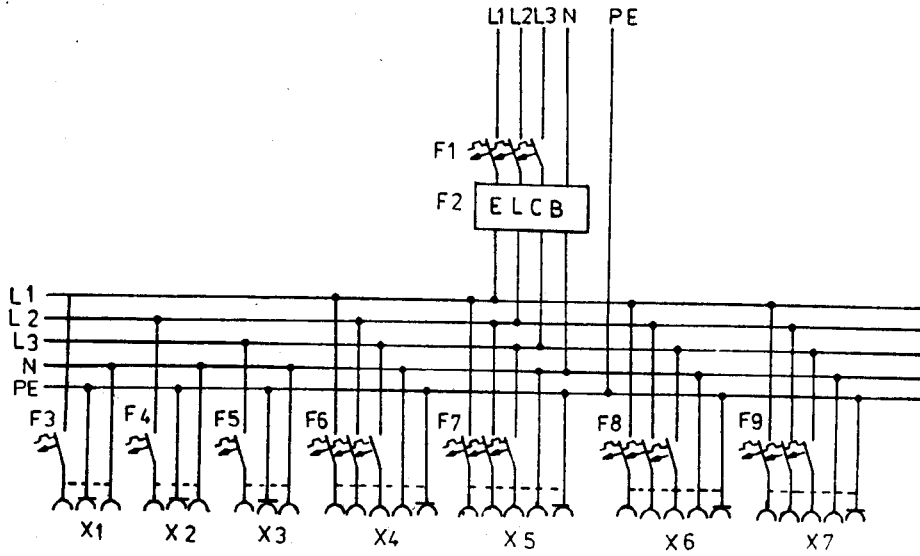 L1 L2 L3 N PE
F1
F2 ELCB
L1
L2
L3
N
PE
F3 F4 F5 F6 F7 F8 F9
X1 X2 X3 X4 X5 X6 X7